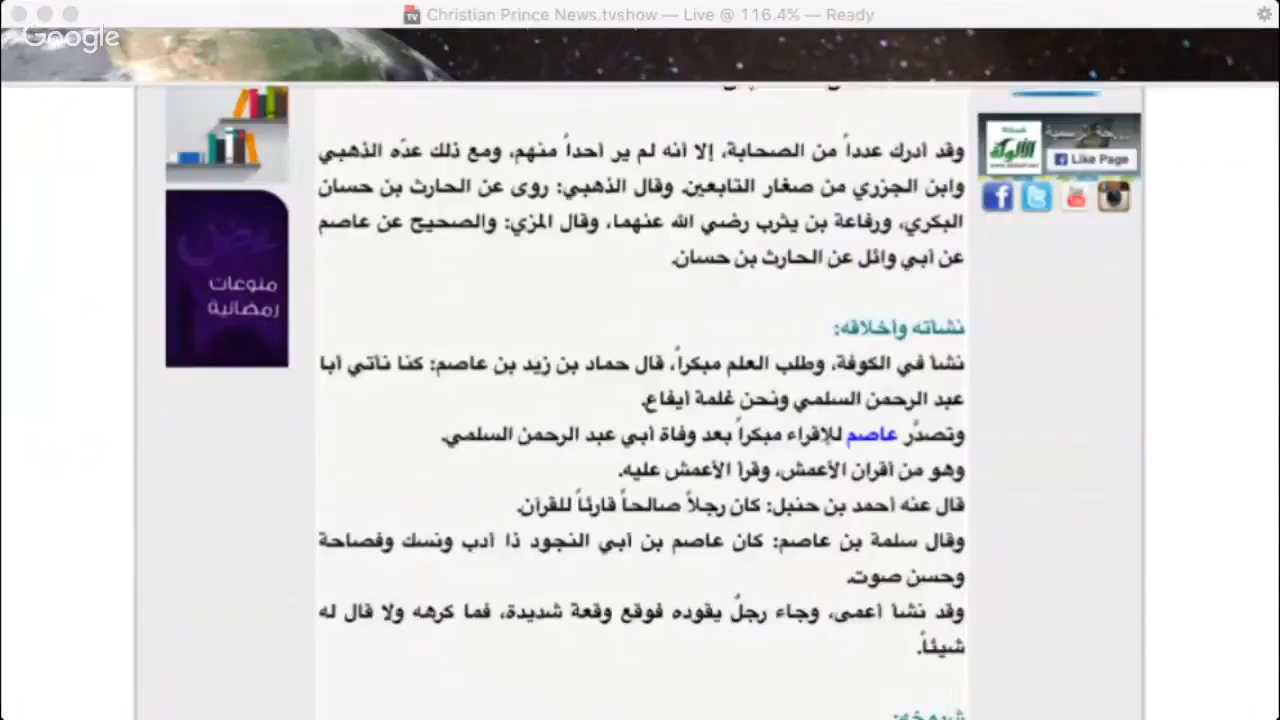 Christian Prince News.tvshow — Live @ 116.4% — Ready
Google
وقد أدرك عدداً من الصحابة، إلا أنه لم ير أحداً منهم، ومع ذلك عدّه الذهبي
وابن الجزري من صغار التابعين. وقال الذهبي: روى عن الحارث بن حسان
البكري، ورفاعة بن يثرب رضي الله عنهما، وقال المزي: والصحيح عن عاصم
عن أبي وائل عن الحارث بن حسان.
نشأته وأخلاقه:
نشأ في الكوفة، وطلب العلم مبكراً، قال حماد بن زيد بن عاصم: كنا نأتي أبا
عبد الرحمن السلمي ونحن غلمة أيفاع.
وتصدَّر عاصم للإقراء مبكراً بعد وفاة أبي عبد الرحمن السلمي.
وهو من أقران الأعمش، وقرأ الأعمش عليه.
قال عنه أحمد بن حنبل: كان رجلاً صالحاً قارئاً للقرآن.
وقال سلمة بن عاصم: كان عاصم بن أبي النجود ذا أدب ونسك وفصاحة
وحسن صوت.
وقد نشأ أعمى، وجاء رجلٌ يقوده فوقع وقعة شديدة، فما كرهه ولا قال له
شيئاً.
منوعات
رمضانية
الألوكة
Like Page